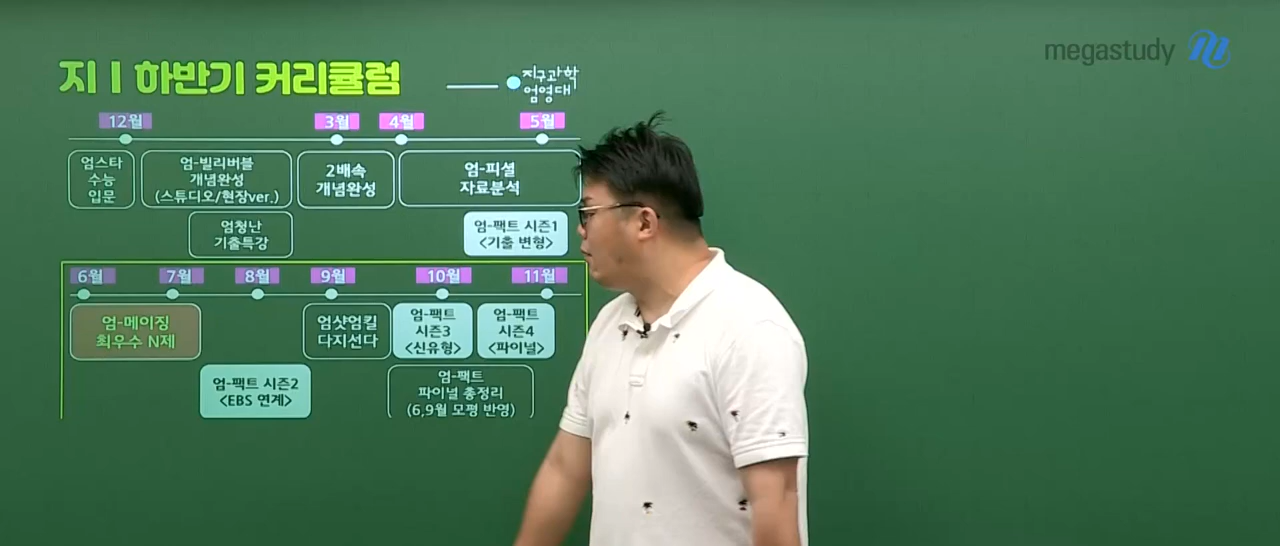 megastudy
지Ⅰ하반기 커리큘럼
지구과학
엄영대
12월
3월
4월
5월
엄스타
수능
입문
엄-빌리버블
개념완성
(스튜디오/현장ver.)
2배속
개념완성
엄-피셜
자료분석
엄청난
기출특강
엄-팩트 시즌1
<기출 변형>
6월
7월
8월
9월
10월
11월
엄-메이징
최우수 N제
엄샷엄킬
다지선다
엄-팩트
시즌3
<신유형>
엄-팩트
시즌4
<파이널>
엄-팩트 시즌2
<EBS 연계>
엄-팩트
파이널 총정리
(6,9월 모평 반영)